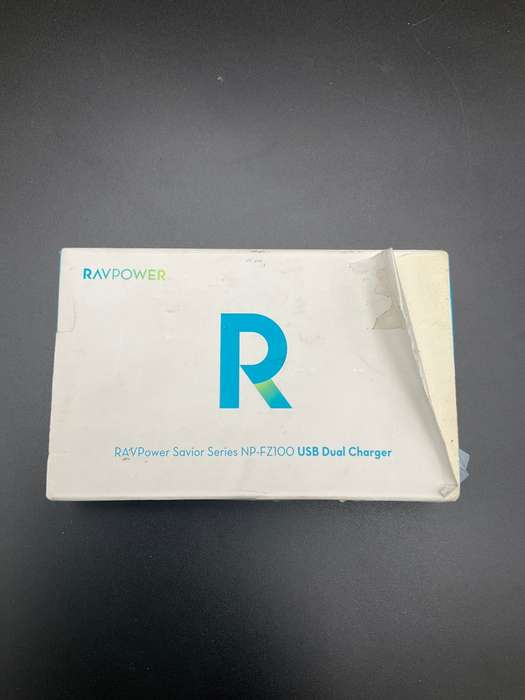 RAVPOWER
R
RAVPower Savior Series NP-FZ100 USB Dual Charger